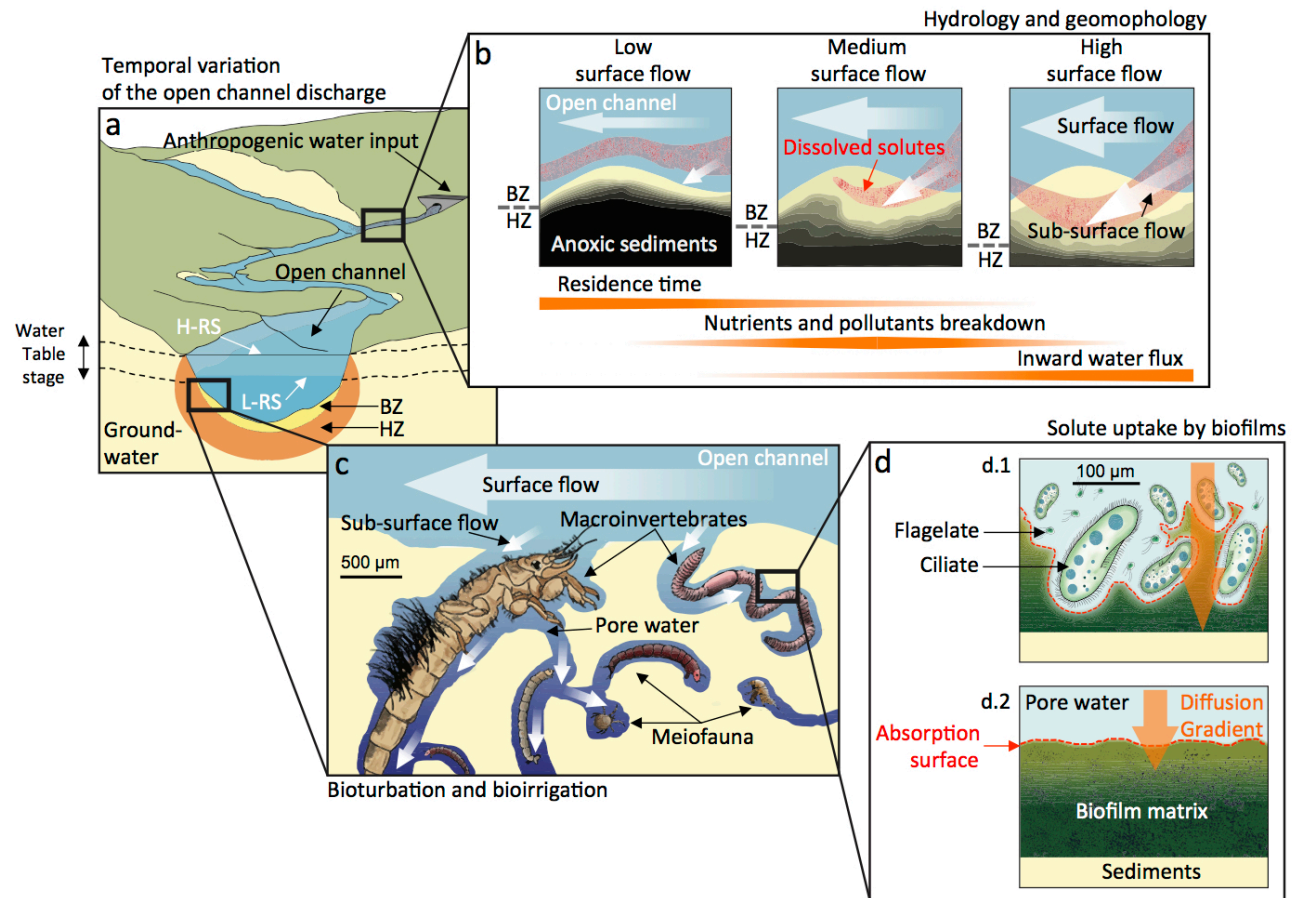 Hydrology and geomophology
Temporal variation
of the open channel discharge
a
Anthropogenic water input
Open channel
H-RS
Water
Table
stage
L-RS
BZ
HZ
Ground-
water
b
Low
surface flow
Medium
surface flow
High
surface flow
Open channel
BZ
HZ
Anoxic sediments
Dissolved solutes
BZ
HZ
Surface flow
Sub-surface flow
BZ
HZ
Residence time
Nutrients and pollutants breakdown
Inward water flux
c
Open channel
Surface flow
Sub-surface flow
Macroinvertebrates
500 µm
Pore water
Meiofauna
Bioturbation and bioirrigation
Solute uptake by biofilms
d
d.1
100 µm
Flagelate
Ciliate
d.2
Pore water
Diffusion
Gradient
Absorption
surface
Biofilm matrix
Sediments